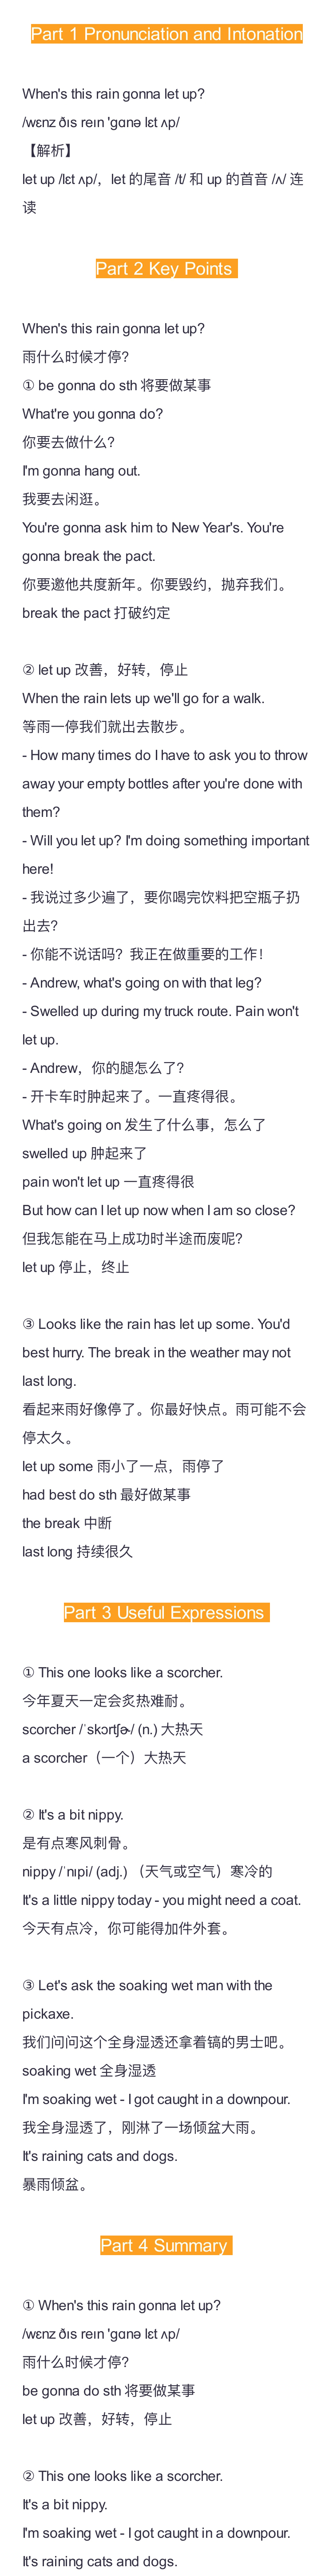 Part 1 Pronunciation and Intonation
When's this rain gonna let up?
/wɛnz ðɪs reɪn 'gɑnə lɛt ʌp/
【解析】
let up /lɛt ʌp/，let 的尾音 /t/ 和 up 的首音 /ʌ/ 连
读
Part 2 Key Points
When's this rain gonna let up?
雨什么时候才停?
① be gonna do sth 将要做某事
What're you gonna do?
你要去做什么?
I'm gonna hang out.
我要去闲逛。
You're gonna ask him to New Year's. You're
gonna break the pact.
你要邀他共度新年。你要毁约，抛弃我们。
break the pact 打破约定
② let up 改善，好转，停止
When the rain lets up we'll go for a walk.
等雨一停我们就出去散步。
- How many times do I have to ask you to throw
away your empty bottles after you're done with
them?
- Will you let up? I'm doing something important
here!
- 我说过多少遍了，要你喝完饮料把空瓶子扔
出去?
- 你能不说话吗？我正在做重要的工作!
- Andrew, what's going on with that leg?
- Swelled up during my truck route. Pain won't
let up.
- Andrew，你的腿怎么了?
- 开卡车时肿起来了。一直疼得很。
What's going on 发生了什么事，怎么了
swelled up 肿起来了
pain won't let up 一直疼得很
But how can I let up now when I am so close?
但我怎能在马上成功时半途而废呢?
let up 停止，终止
③ Looks like the rain has let up some. You'd
best hurry. The break in the weather may not
last long.
看起来雨好像停了。你最好快点。雨可能不会
停太久。
let up some 雨小了一点，雨停了
had best do sth 最好做某事
the break 中断
last long 持续很久
Part 3 Useful Expressions
① This one looks like a scorcher.
今年夏天一定会炙热难耐。
scorcher /ˈskɔrtʃɚ/ (n.) 大热天
a scorcher（一个）大热天
② It's a bit nippy.
是有点寒风刺骨。
nippy /ˈnɪpi/ (adj.) （天气或空气）寒冷的
It's a little nippy today - you might need a coat.
今天有点冷，你可能得加件外套。
③ Let's ask the soaking wet man with the
pickaxe.
我们问问这个全身湿透还拿着镐的男士吧。
soaking wet 全身湿透
I'm soaking wet - I got caught in a downpour.
我全身湿透了，刚淋了一场倾盆大雨。
It's raining cats and dogs.
暴雨倾盆。
Part 4 Summary
① When's this rain gonna let up?
/wɛnz ðɪs reɪn 'gɑnə lɛt ʌp/
雨什么时候才停?
be gonna do sth 将要做某事
let up 改善，好转，停止
② This one looks like a scorcher.
It's a bit nippy.
I'm soaking wet - I got caught in a downpour.
It's raining cats and dogs.